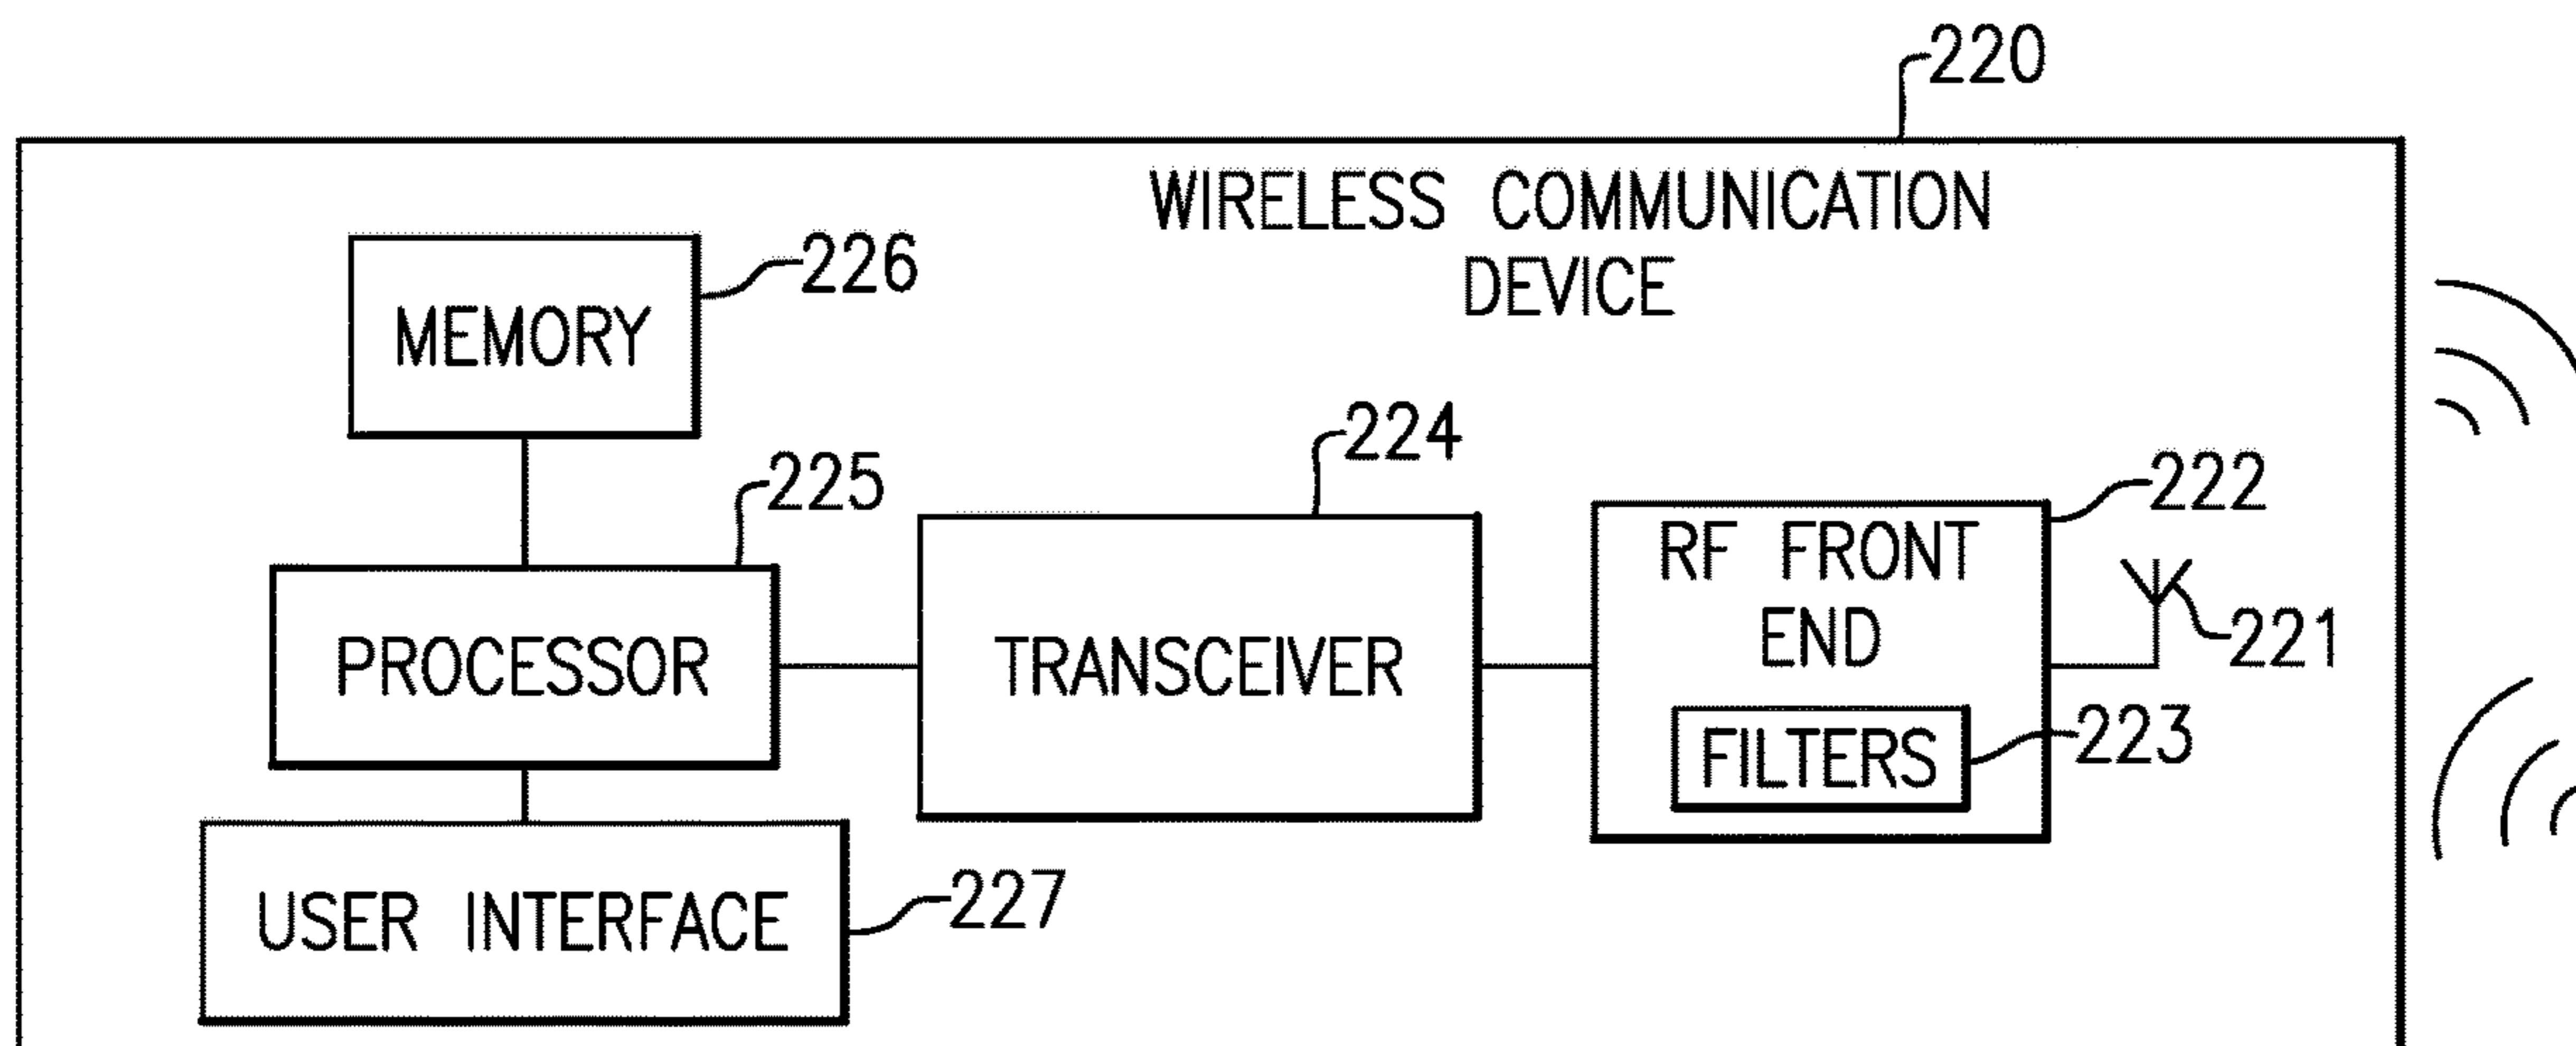 220
WIRELESS COMMUNICATION
DEVICE
226
MEMORY
224
225
222
RF FRONT
END
221
PROCESSOR
TRANSCEIVER
223
FILTERS
227
USER INTERFACE